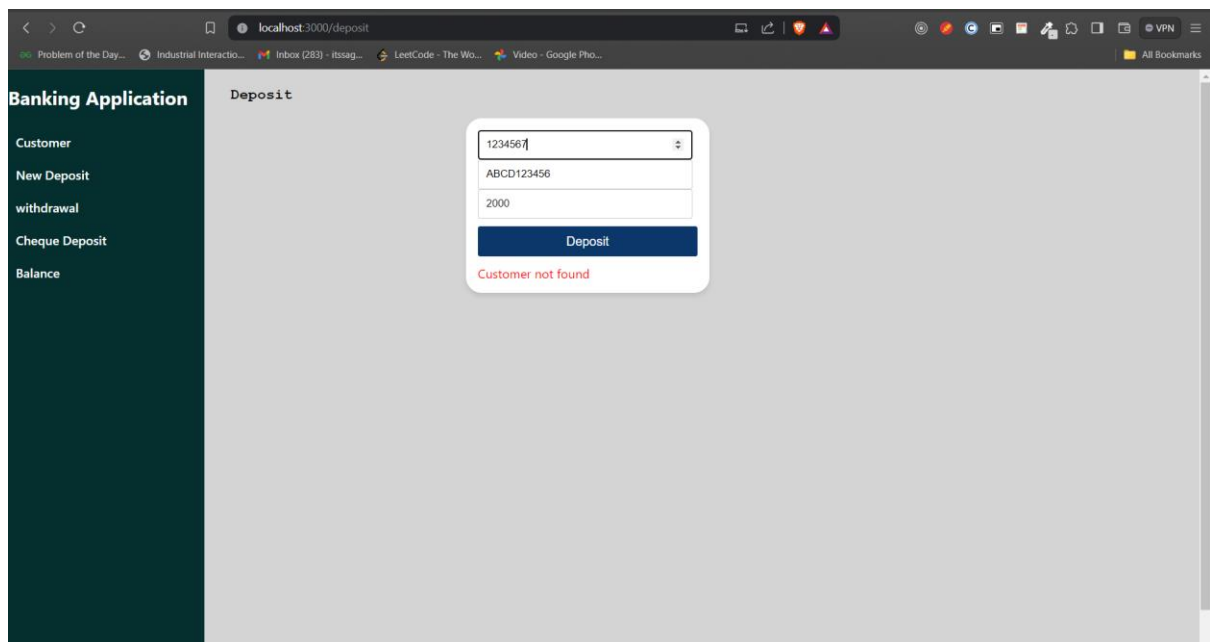 localhost:3000/deposit
VPN
Problem of the Day...
Industrial Interactio...
Inbox (283) - itssag...
LeetCode - The Wo...
Video - Google Pho...
All Bookmarks
Banking Application
Customer
New Deposit
withdrawal
Cheque Deposit
Balance
Deposit
1234567
ABCD123456
2000
Deposit
Customer not found